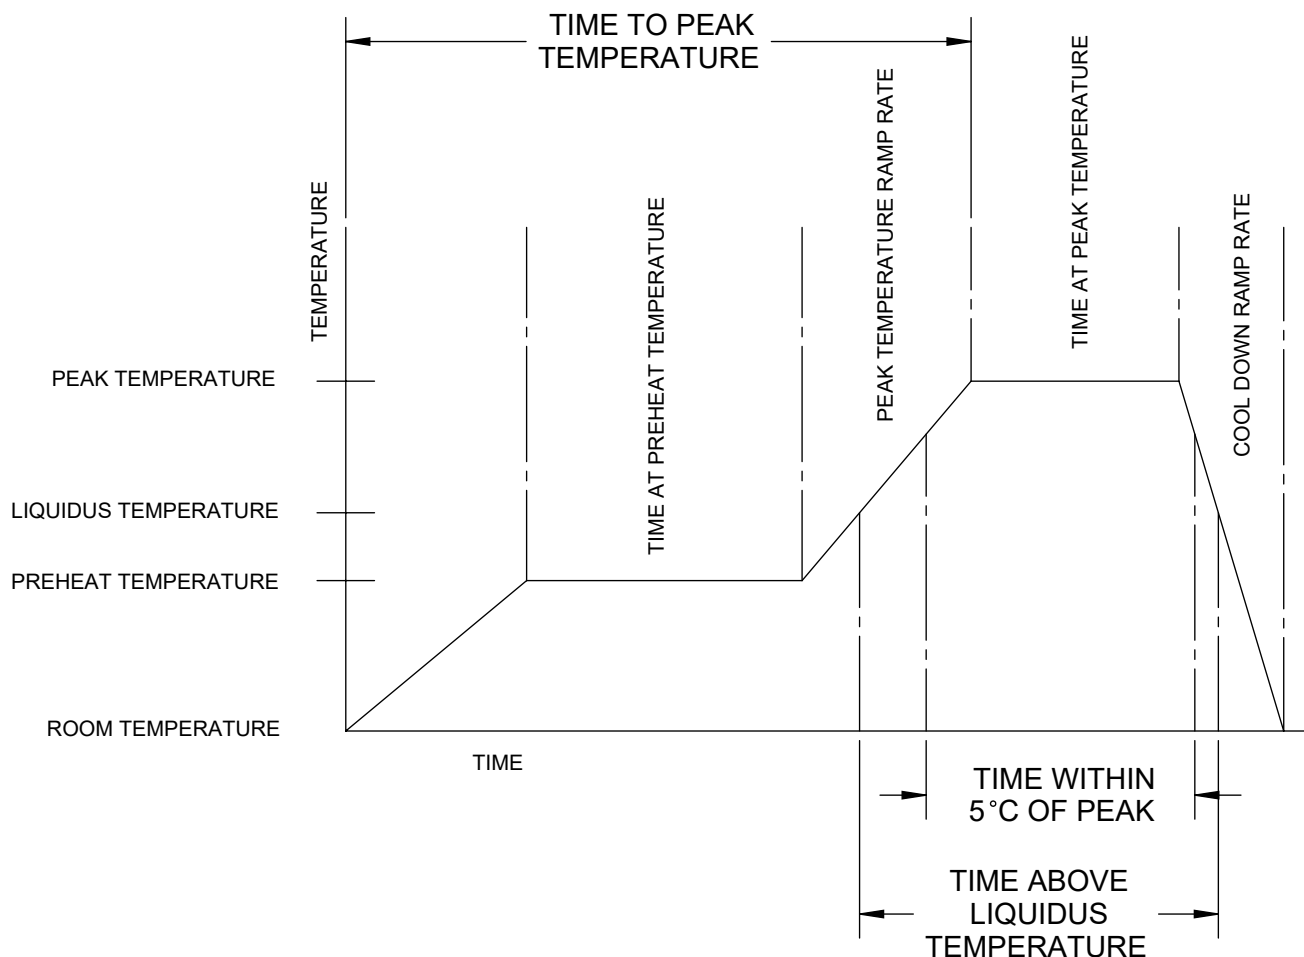 TIME TO PEAK
TEMPERATURE
TEMPERATURE
TIME AT PREHEAT TEMPERATURE
PEAK TEMPERATURE RAMP RATE
TIME AT PEAK TEMPERATURE
COOL DOWN RAMP RATE
PEAK TEMPERATURE
LIQUIDUS TEMPERATURE
PREHEAT TEMPERATURE
ROOM TEMPERATURE
TIME
TIME WITHIN
5°C OF PEAK
TIME ABOVE
LIQUIDUS
TEMPERATURE